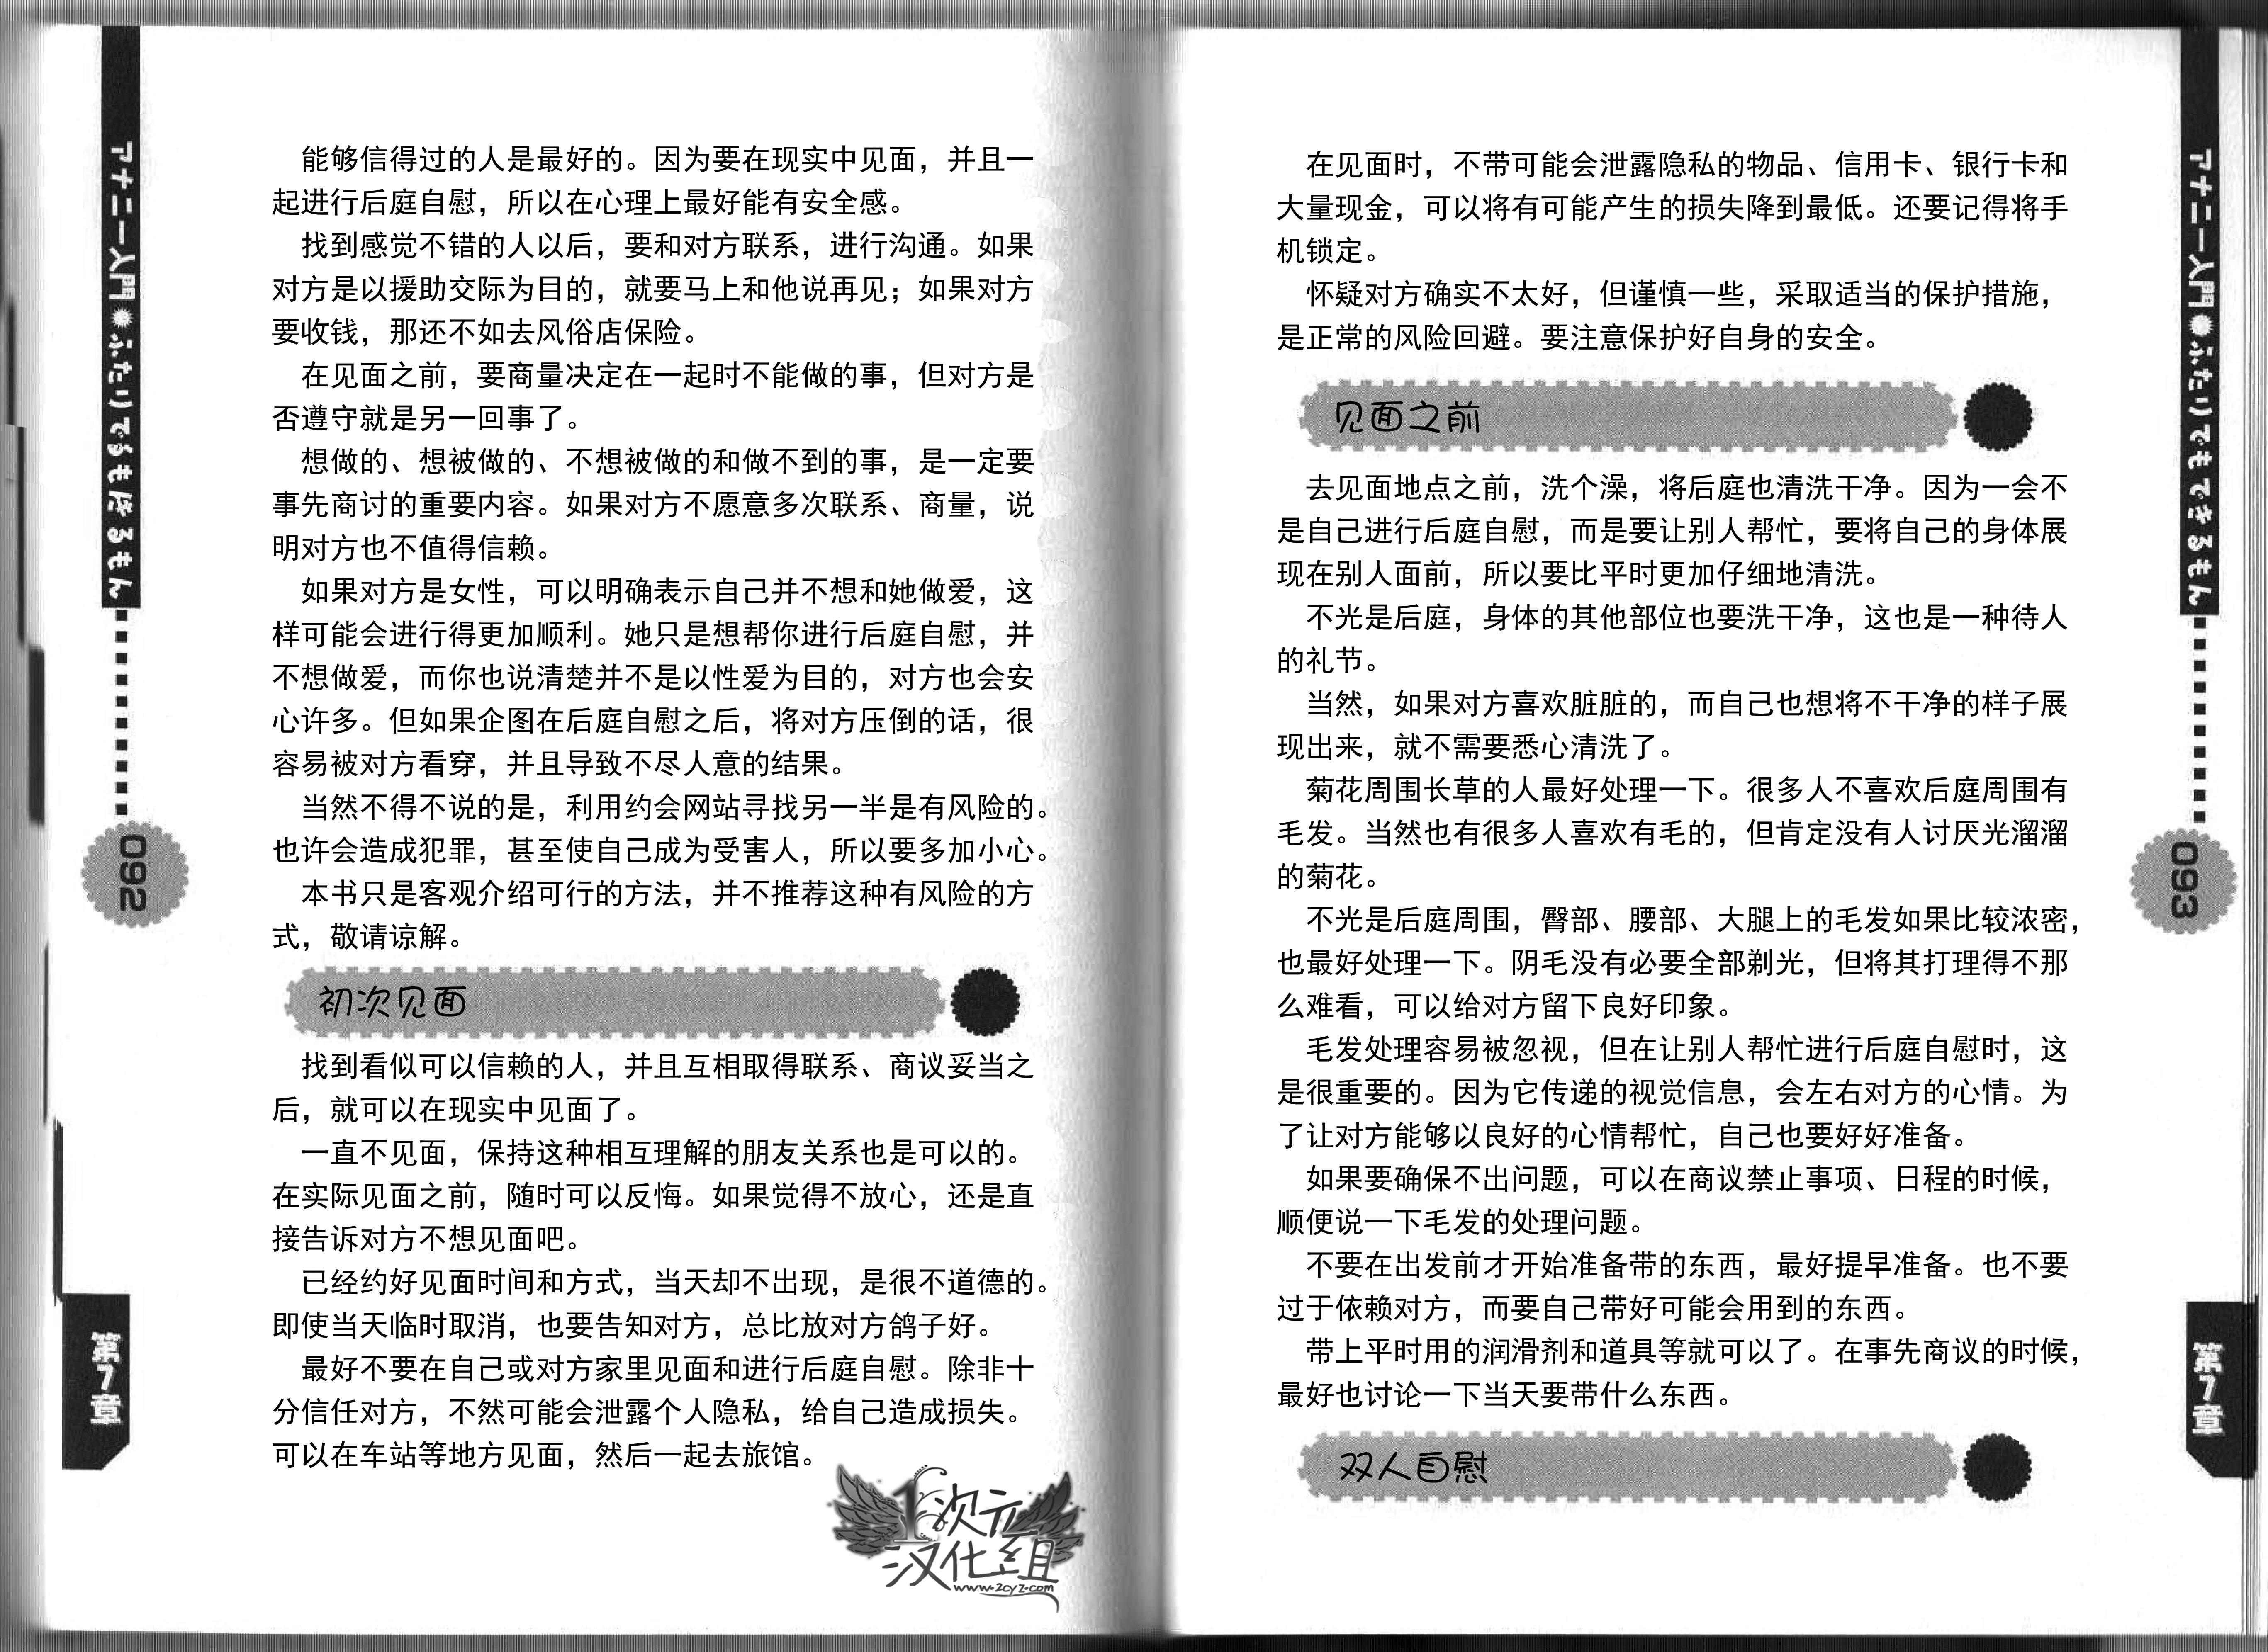 アナニー入門 ふたりでもできるもん
092
第7章
能够信得过的人是最好的。因为要在现实中见面，并且一
起进行后庭自慰，所以在心理上最好能有安全感。
找到感觉不错的人以后，要和对方联系，进行沟通。如果
对方是以援助交际为目的，就要马上和他说再见；如果对方
要收钱，那还不如去风俗店保险。
在见面之前，要商量决定在一起时不能做的事，但对方是
否遵守就是另一回事了。
想做的、想被做的、不想被做的和做不到的事，是一定要
事先商讨的重要内容。如果对方不愿意多次联系、商量，说
明对方也不值得信赖。
如果对方是女性，可以明确表示自己并不想和她做爱，这
样可能会进行得更加顺利。她只是想帮你进行后庭自慰，并
不想做爱，而你也说清楚并不是以性爱为目的，对方也会安
心许多。但如果企图在后庭自慰之后，将对方压倒的话，很
容易被对方看穿，并且导致不尽人意的结果。
当然不得不说的是，利用约会网站寻找另一半是有风险的。
也许会造成犯罪，甚至使自己成为受害人，所以要多加小心。
本书只是客观介绍可行的方法，并不推荐这种有风险的方
式，敬请谅解。
初次见面
找到看似可以信赖的人，并且互相取得联系、商议妥当之
后，就可以在现实中见面了。
一直不见面，保持这种相互理解的朋友关系也是可以的。
在实际见面之前，随时可以反悔。如果觉得不放心，还是直
接告诉对方不想见面吧。
已经约好见面时间和方式，当天却不出现，是很不道德的。
即使当天临时取消，也要告知对方，总比放对方鸽子好。
最好不要在自己或对方家里见面和进行后庭自慰。除非十
分信任对方，不然可能会泄露个人隐私，给自己造成损失。
可以在车站等地方见面，然后一起去旅馆。
1次元
汉化组
www.2cyz.com
在见面时，不带可能会泄露隐私的物品、信用卡、银行卡和
大量现金，可以将有可能产生的损失降到最低。还要记得将手
机锁定。
怀疑对方确实不太好，但谨慎一些，采取适当的保护措施，
是正常的风险回避。要注意保护好自身的安全。
见面之前
去见面地点之前，洗个澡，将后庭也清洗干净。因为一会不
是自己进行后庭自慰，而是要让别人帮忙，要将自己的身体展
现在别人面前，所以要比平时更加仔细地清洗。
不光是后庭，身体的其他部位也要洗干净，这也是一种待人
的礼节。
当然，如果对方喜欢脏脏的，而自己也想将不干净的样子展
现出来，就不需要悉心清洗了。
菊花周围长草的人最好处理一下。很多人不喜欢后庭周围有
毛发。当然也有很多人喜欢有毛的，但肯定没有人讨厌光溜溜
的菊花。
不光是后庭周围，臀部、腰部、大腿上的毛发如果比较浓密，
也最好处理一下。阴毛没有必要全部剃光，但将其打理得不那
么难看，可以给对方留下良好印象。
毛发处理容易被忽视，但在让别人帮忙进行后庭自慰时，这
是很重要的。因为它传递的视觉信息，会左右对方的心情。为
了让对方能够以良好的心情帮忙，自己也要好好准备。
如果要确保不出问题，可以在商议禁止事项、日程的时候，
顺便说一下毛发的处理问题。
不要在出发前才开始准备带的东西，最好提早准备。也不要
过于依赖对方，而要自己带好可能会用到的东西。
带上平时用的润滑剂和道具等就可以了。在事先商议的时候，
最好也讨论一下当天要带什么东西。
双人自慰
アナニー入門 ふたりでもできるもん
093
第7章